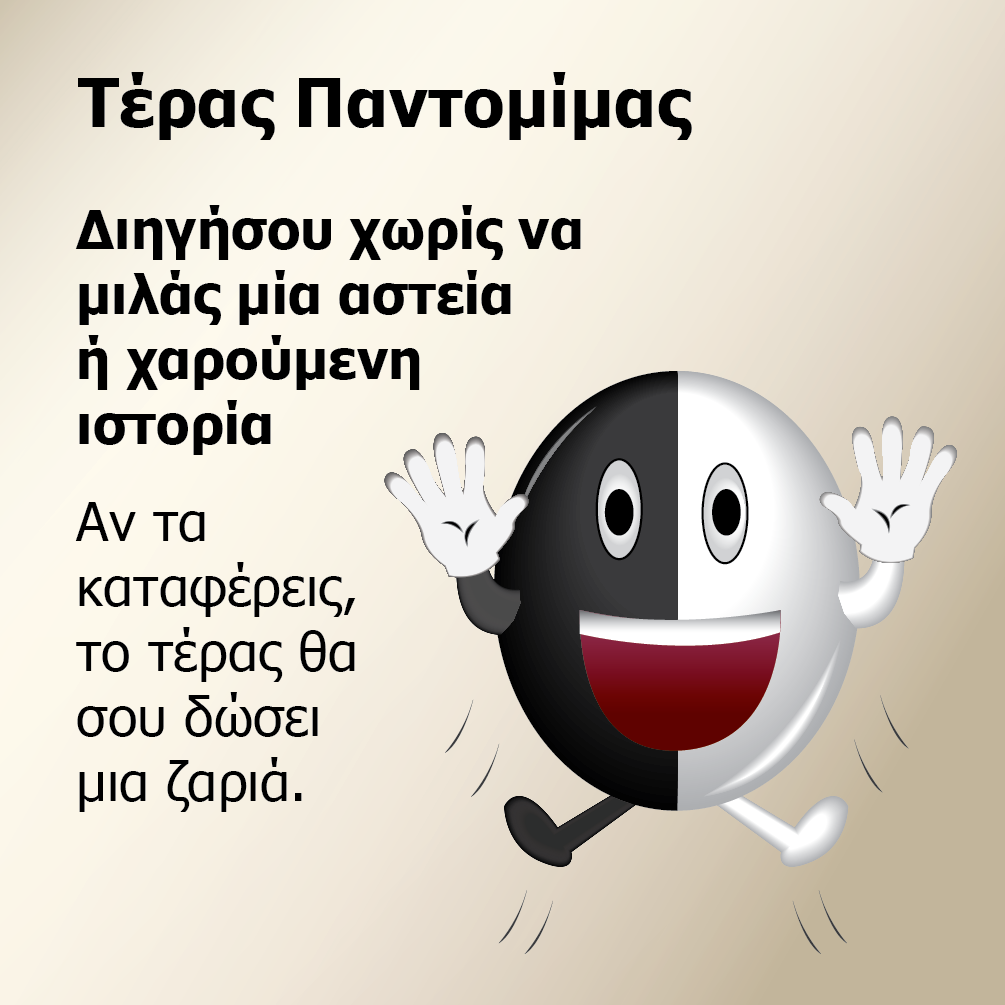 Τέρας Παντομίμας
Διηγήσου χωρίς να
μιλάς μία αστεία
ή χαρούμενη
ιστορία
Αν τα
καταφέρεις,
το τέρας θα
σου δώσει
μια ζαριά.